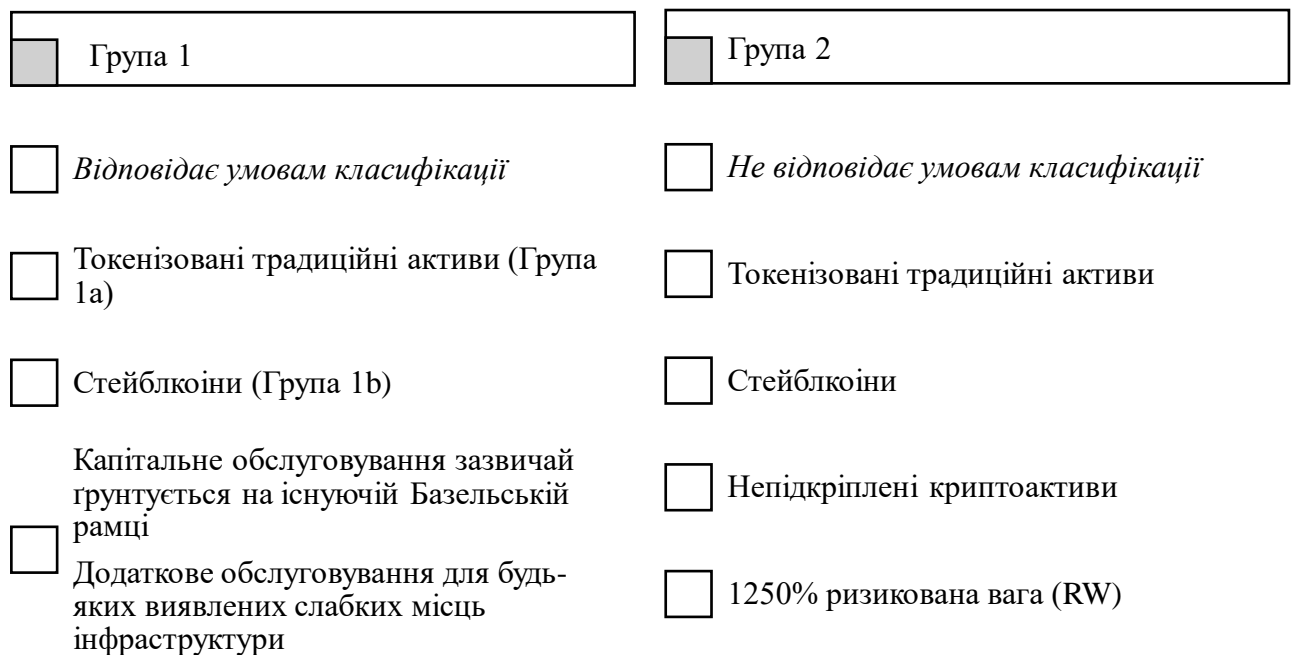 Група 1
Відповідає умовам класифікації
Токенізовані традиційні активи (Група
1a)
Стейблкоіни (Група 1b)
Капітальне обслуговування зазвичай
ґрунтується на існуючій Базельській
рамці
Додаткове обслуговування для будь-
яких виявлених слабких місць
інфраструктури
Група 2
Не відповідає умовам класифікації
Токенізовані традиційні активи
Стейблкоіни
Непідкріплені криптоактиви
1250% ризикована вага (RW)